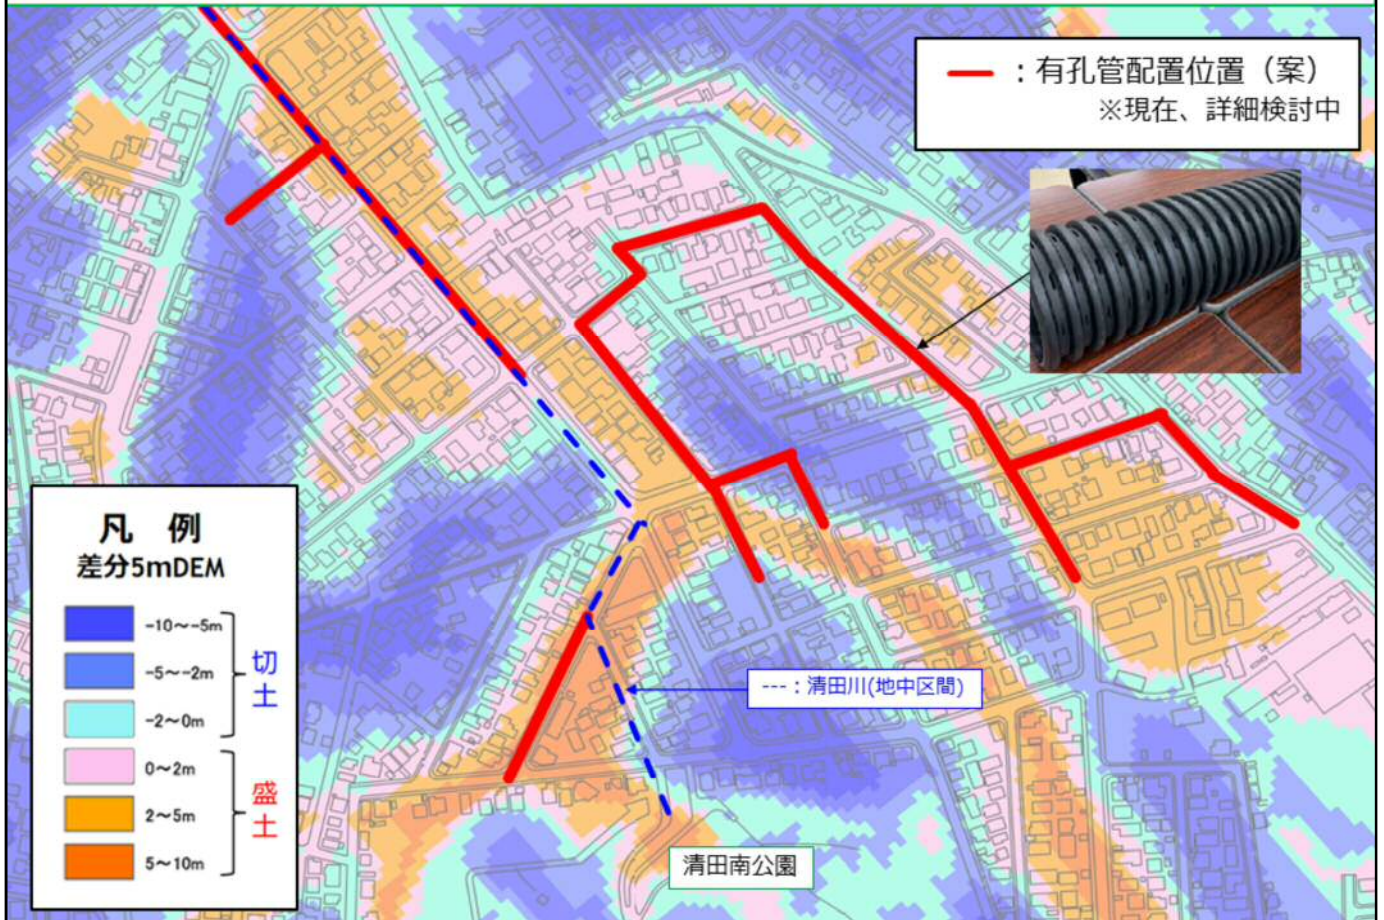 ：有孔管配置位置（案）
※現在、詳細検討中
凡 例
差分5mDEM
-10～-5m
-5～-2m
-2～0m
切土
0～2m
2～5m
5～10m
盛土
---：清田川(地中区間)
清田南公園